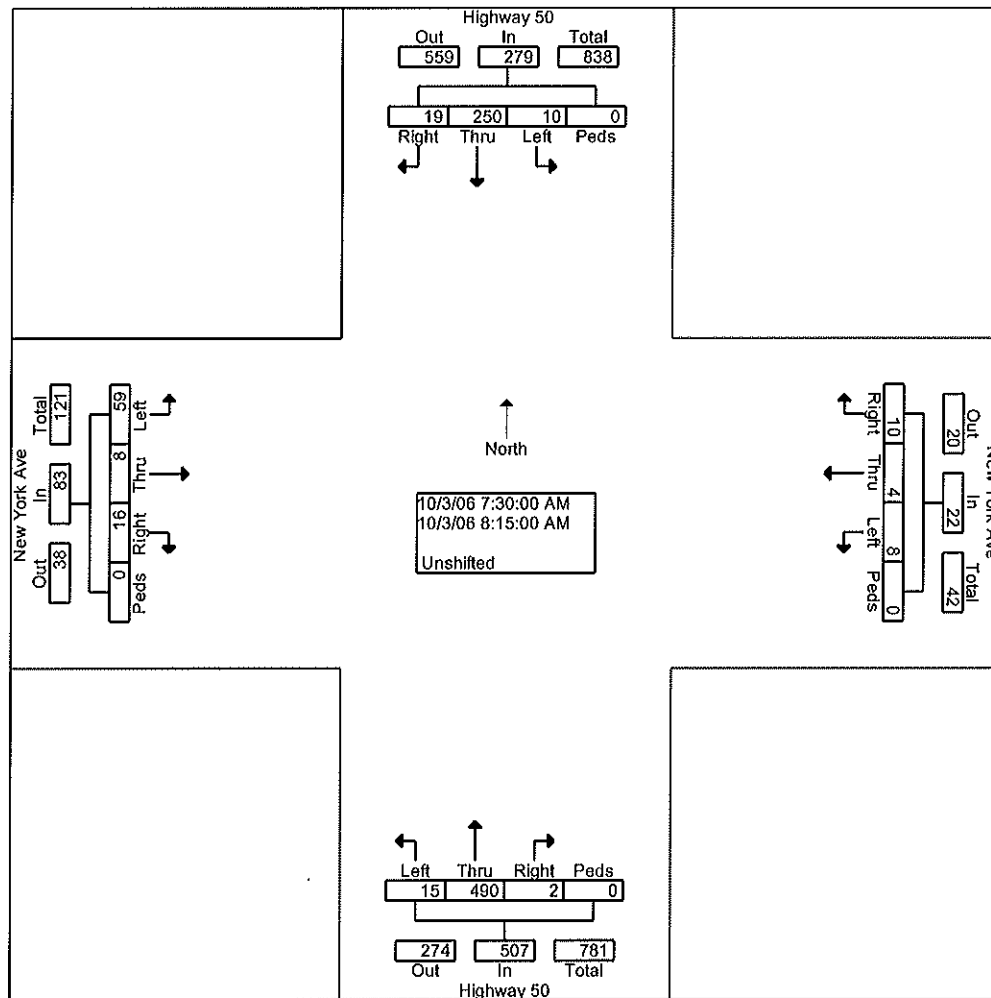 Highway 50
Out In Total
559 279 838
19 250 10 0
Right Thru Left Peds
North
10/3/06 7:30:00 AM
10/3/06 8:15:00 AM
Unshifted
New York Ave
Total In Out
121 83 38
59 8 16 0
Left Thru Right Peds
Right Thru Left Peds
10 4 8 0
Out In Total
20 22 42
New York Ave
Left Thru Right Peds
15 490 2 0
274 507 781
Out In Total
Highway 50